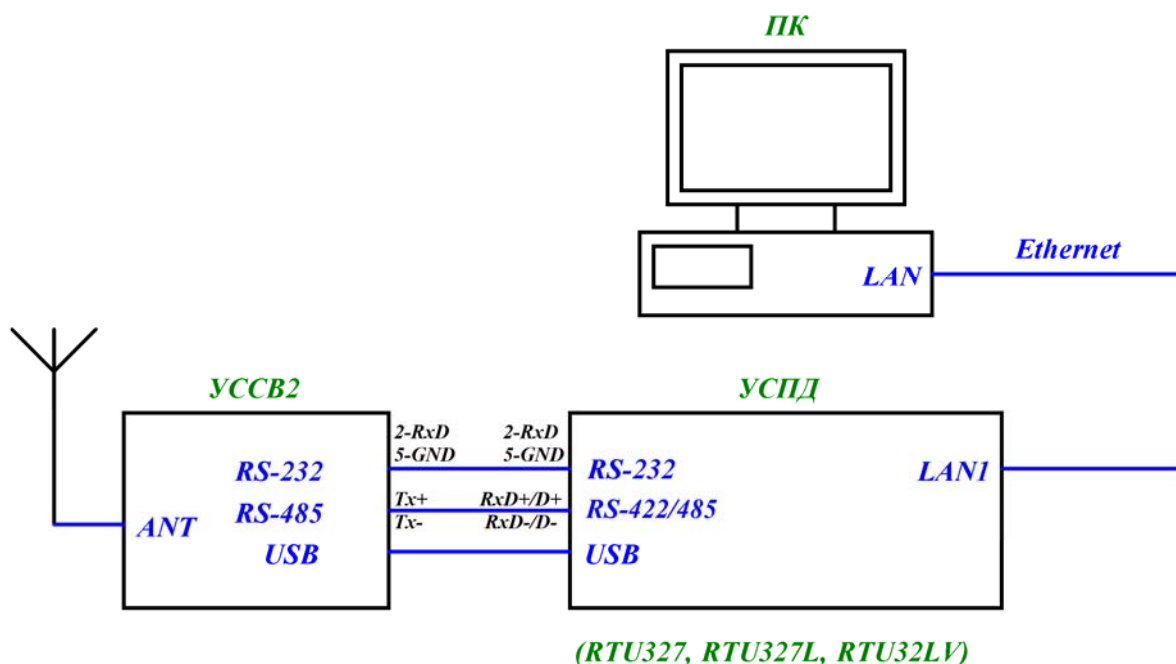 ПК
Ethernet
LAN
УССВ2
УСПД
2-RxD 2-RxD
5-GND 5-GND
RS-232 RS-232 LAN1
Tx+ RxD+/D+
RS-485 RS-422/485
ANT Tx- RxD-/D-
USB USB
(RTU327, RTU327L, RTU32LV)